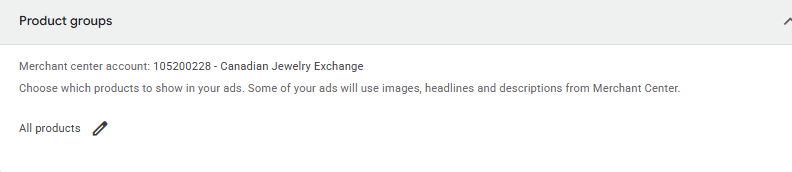 Product groups
Merchant center account: 105200228 - Canadian Jewelry Exchange
Choose which products to show in your ads. Some of your ads will use images, headlines and descriptions from Merchant Center.
All products